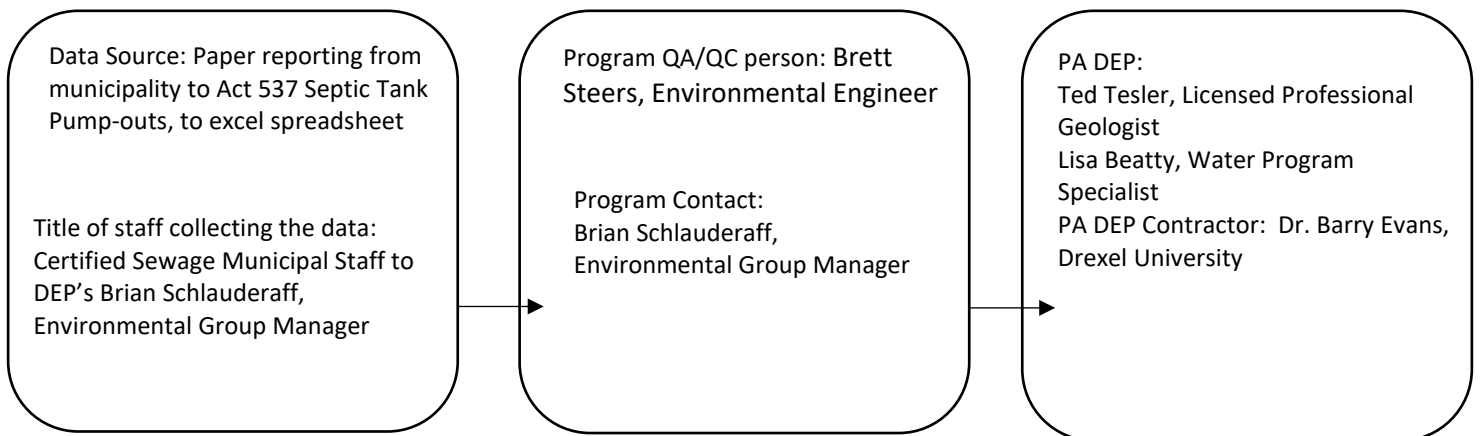 Data Source: Paper reporting from
municipality to Act 537 Septic Tank
Pump-outs, to excel spreadsheet
Title of staff collecting the data:
Certified Sewage Municipal Staff to
DEP’s Brian Schlauderaff,
Environmental Group Manager
Program QA/QC person: Brett
Steers, Environmental Engineer
Program Contact:
Brian Schlauderaff,
Environmental Group Manager
PA DEP:
Ted Tesler, Licensed Professional
Geologist
Lisa Beatty, Water Program
Specialist
PA DEP Contractor:  Dr. Barry Evans,
Drexel University